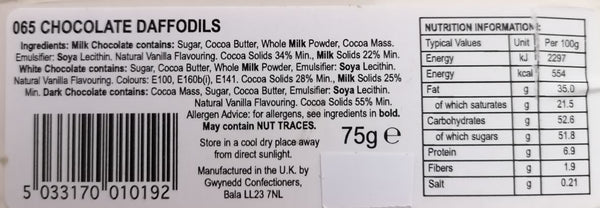 065 CHOCOLATE DAFFODILS
Ingredients: Milk Chocolate contains: Sugar, Cocoa Butter, Whole Milk Powder, Cocoa Mass.
Emulsifier: Soya Lecithin. Natural Vanilla Flavouring. Cocoa Solids 34% Min., Milk Solids 22% Min.
White Chocolate contains: Sugar, Cocoa Butter, Whole Milk Powder, Emulsifier: Soya Lecithin.
Natural Vanilla Flavouring. Colours: E100, E160b(i), E141. Cocoa Solids 28% Min., Milk Solids 25%
Min. Dark Chocolate contains: Cocoa Mass, Sugar, Cocoa Butter, Emulsifier: Soya Lecithin.
Natural Vanilla Flavouring. Cocoa Solids 55% Min.
Allergen Advice: for allergens, see ingredients in bold.
May contain NUT TRACES.
Store in a cool dry place away
from direct sunlight.
75g e
Manufactured in the U.K. by
Gwynedd Confectioners,
Bala LL23 7NL
5 033170 010192
NUTRITION INFORMATION:
Typical Values Unit Per 100g
Energy kJ 2297
Energy kcal 554
Fat g 35.0
of which saturates g 21.5
Carbohydrates g 52.6
of which sugars g 51.8
Protein g 6.9
Fibers g 1.9
Salt g 0.21